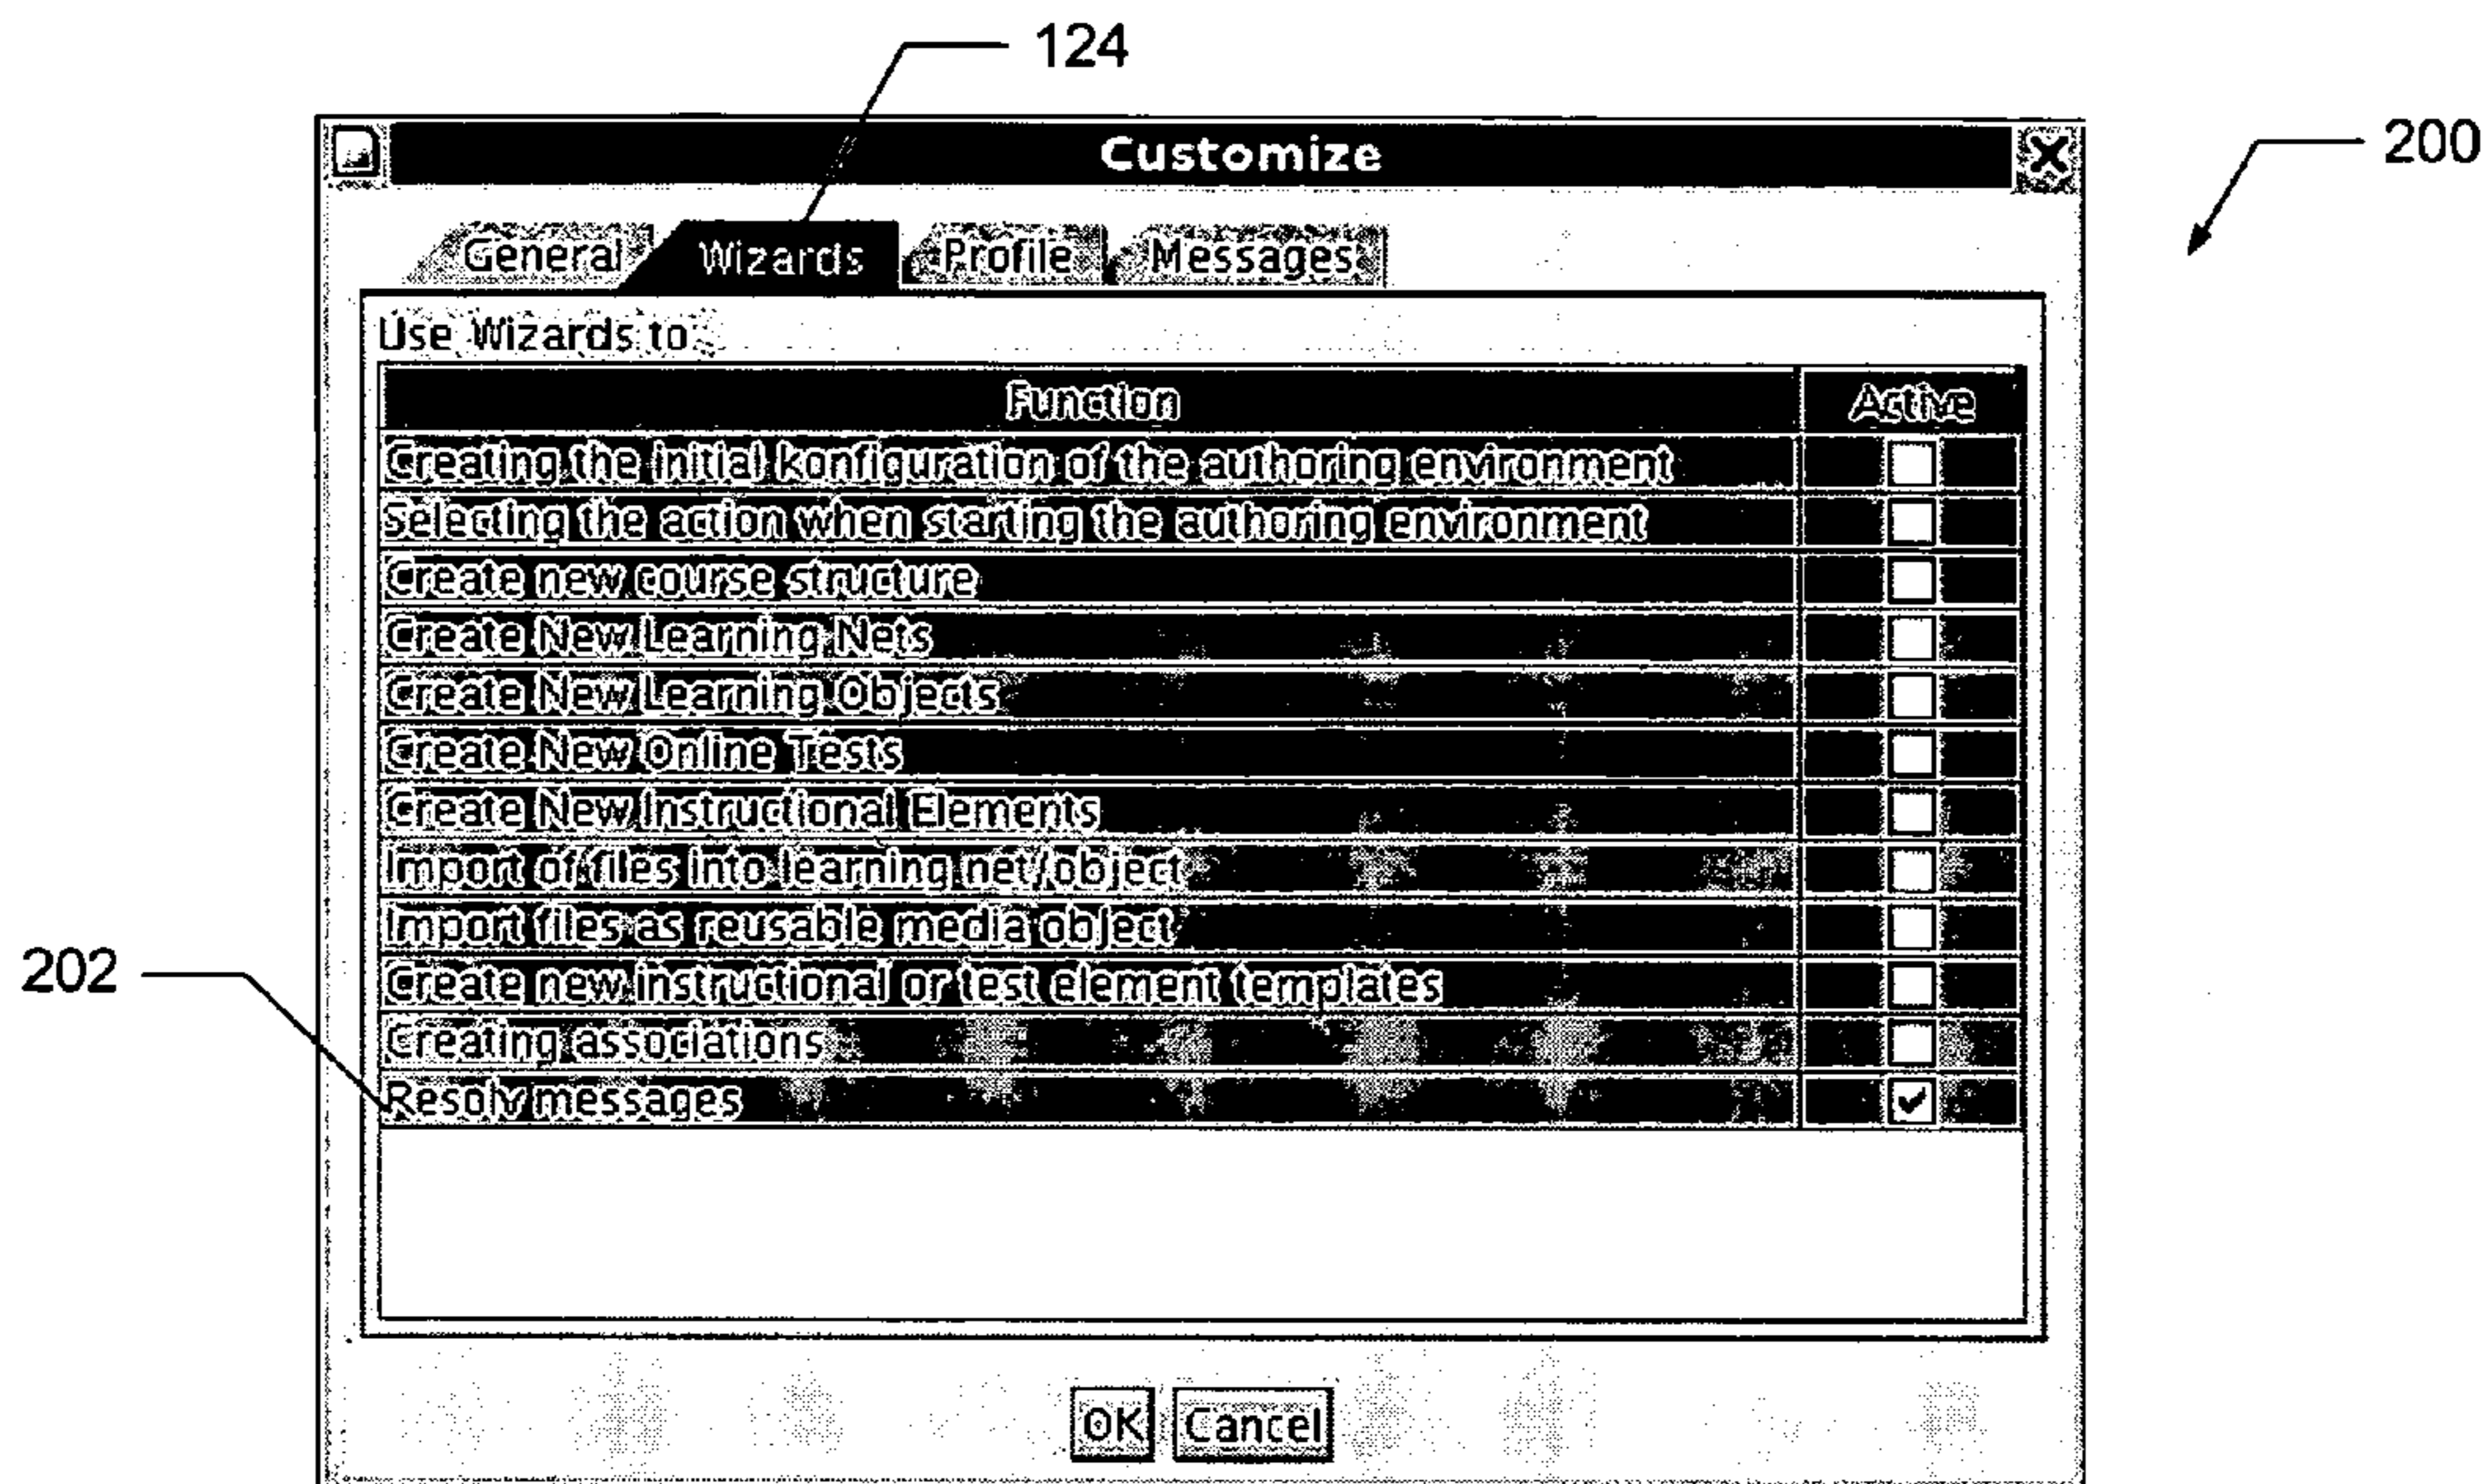 124
200
Customize
General Wizards Profile Messages
Use Wizards to:
Function Active
Creating the initial konfiguration of the authoring environment
Selecting the action when starting the authoring environment
Create new course structure
Create New Learning Nets
Create New Learning Objects
Create New Online Tests
Create New Instructional Elements
Import of files into learning net/object
Import files as reusable media object
202
Create new instructional or test element templates
Creating associations
Resolv messages
OK Cancel